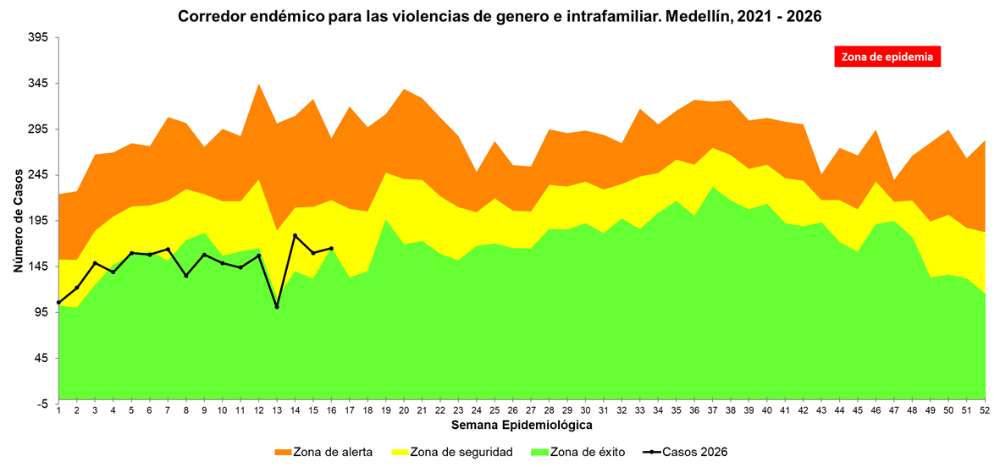 Corredor endémico para las violencias de genero e intrafamiliar. Medellín, 2021 - 2026
395
345
295
245
195
145
95
45
-5
Número de Casos
Zona de epidemia
1 2 3 4 5 6 7 8 9 10 11 12 13 14 15 16 17 18 19 20 21 22 23 24 25 26 27 28 29 30 31 32 33 34 35 36 37 38 39 40 41 42 43 44 45 46 47 48 49 50 51 52
Semana Epidemiológica
Zona de alerta Zona de seguridad Zona de éxito Casos 2026